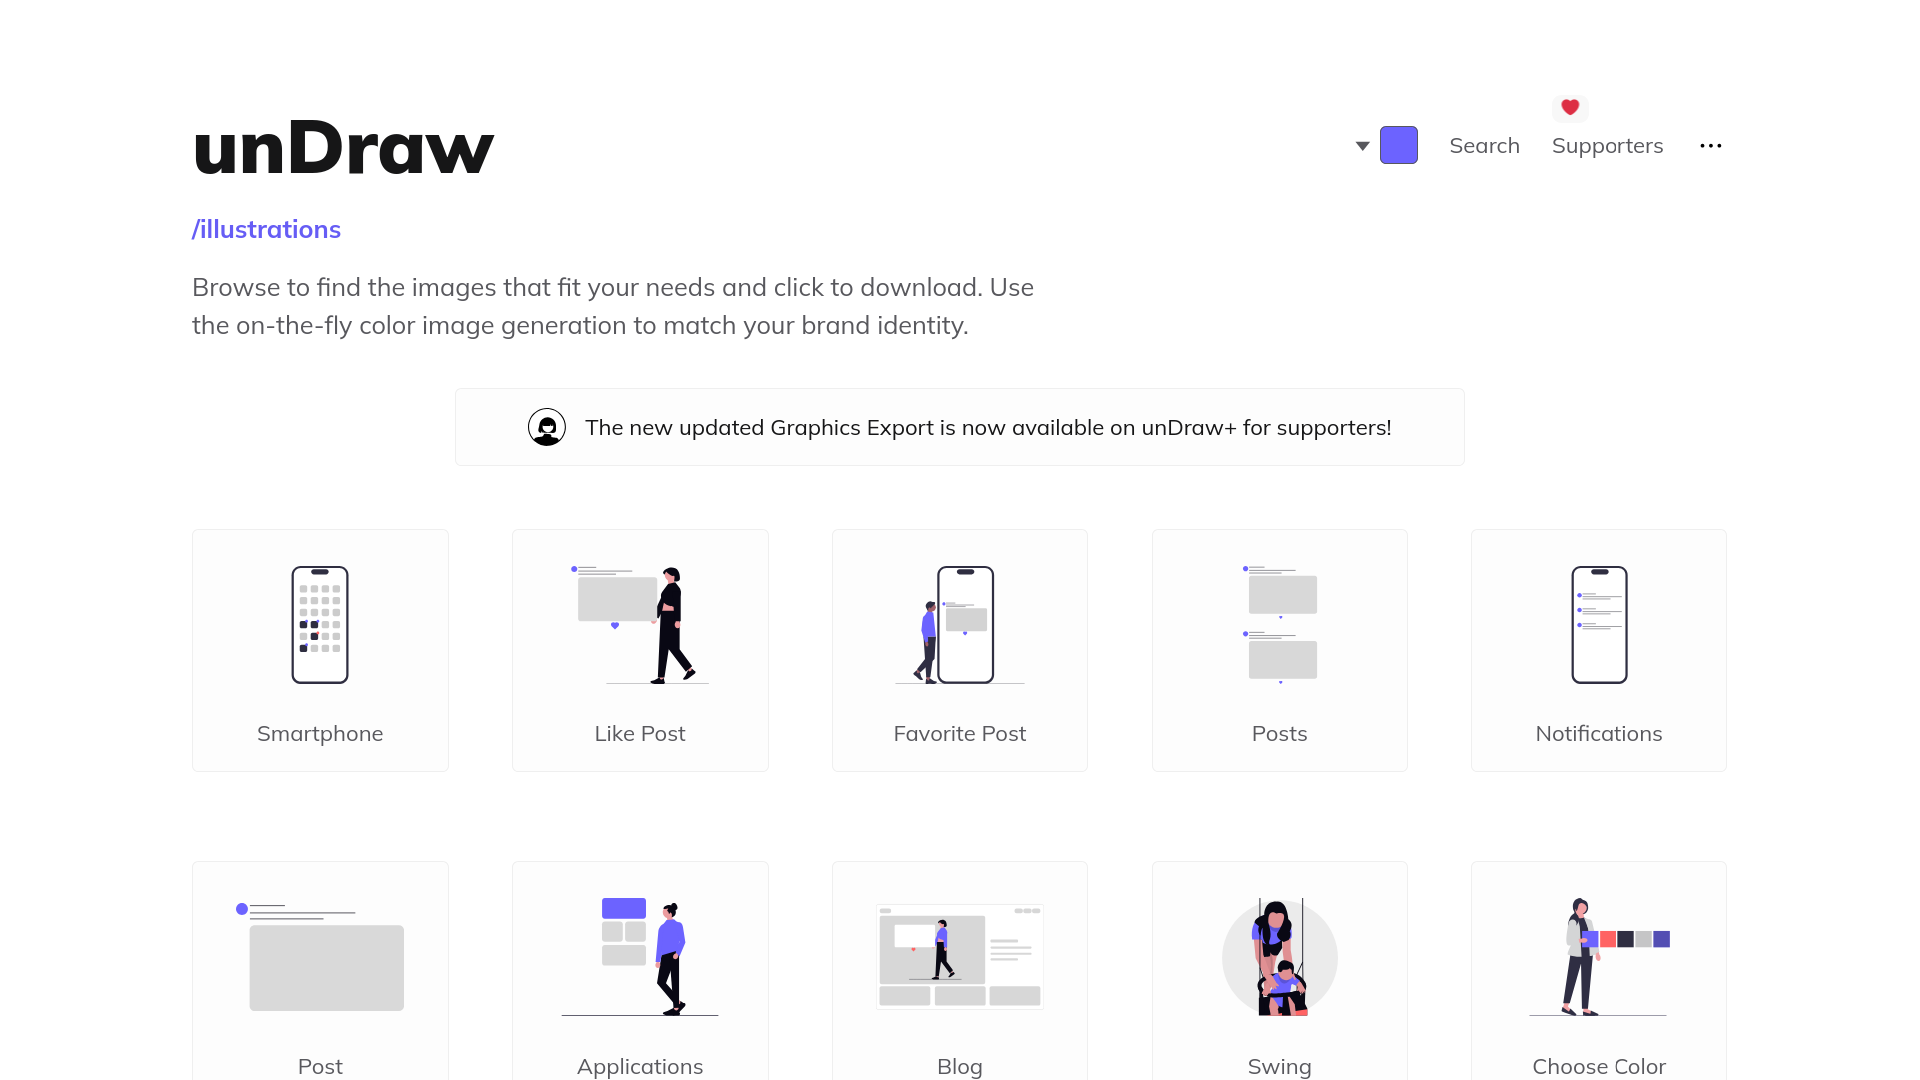 unDraw
Search
Supporters
/illustrations
Browse to find the images that fit your needs and click to download. Use
the on-the-fly color image generation to match your brand identity.
The new updated Graphics Export is now available on unDraw+ for supporters!
Smartphone
Like Post
Favorite Post
Posts
Notifications
Post
Applications
Blog
Swing
Choose Color